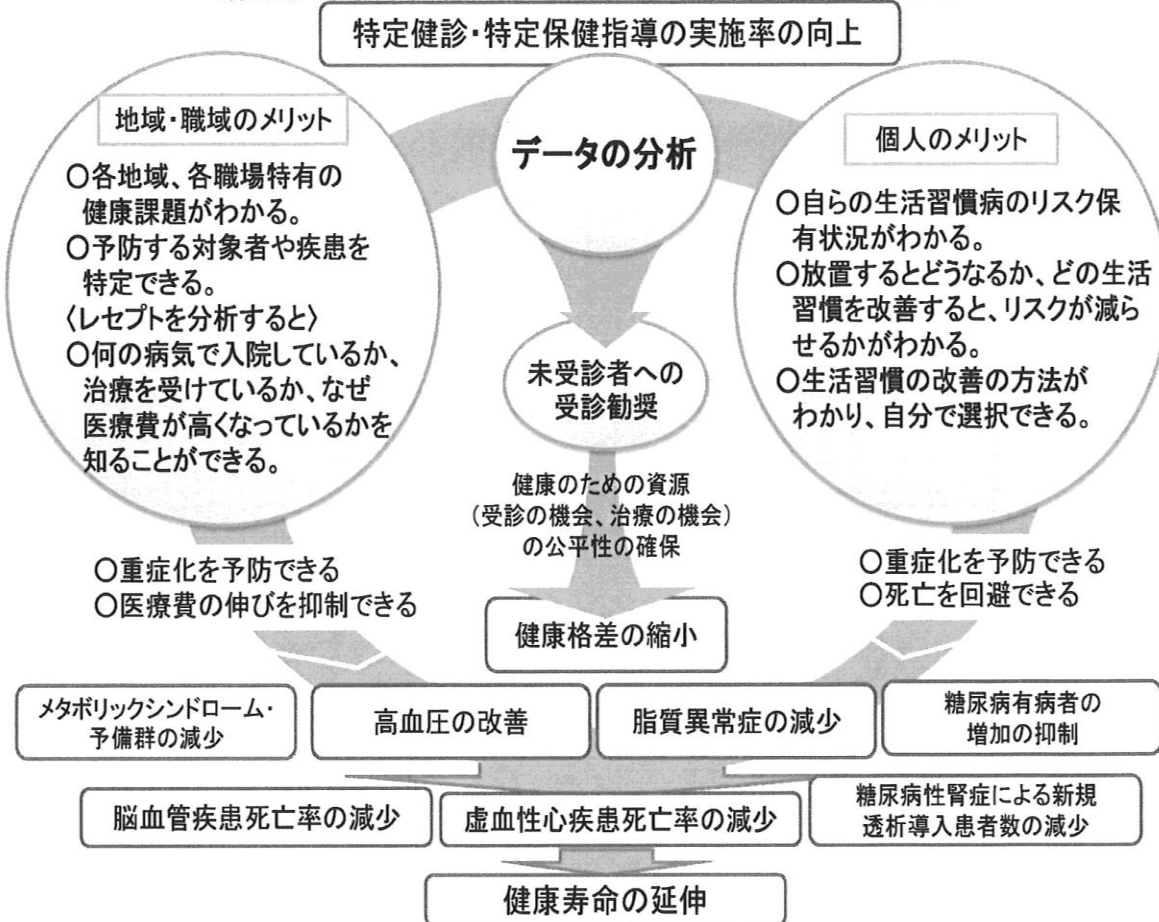 特定健診・特定保健指導の実施率の向上
データの分析
地域・職域のメリット
○各地域、各職場特有の
健康課題がわかる。
○予防する対象者や疾患を
特定できる。
〈レセプトを分析すると〉
○何の病気で入院しているか、
治療を受けているか、なぜ
医療費が高くなっているかを
知ることができる。
個人のメリット
○自らの生活習慣病のリスク保
有状況がわかる。
○放置するとどうなるか、どの生活
習慣を改善すると、リスクが減ら
せるかがわかる。
○生活習慣の改善の方法が
わかり、自分で選択できる。
未受診者への
受診勧奨
健康のための資源
（受診の機会、治療の機会）
の公平性の確保
○重症化を予防できる
○医療費の伸びを抑制できる
○重症化を予防できる
○死亡を回避できる
健康格差の縮小
メタボリックシンドローム・
予備群の減少
高血圧の改善
脂質異常症の減少
糖尿病有病者の
増加の抑制
脳血管疾患死亡率の減少
虚血性心疾患死亡率の減少
糖尿病性腎症による新規
透析導入患者数の減少
健康寿命の延伸